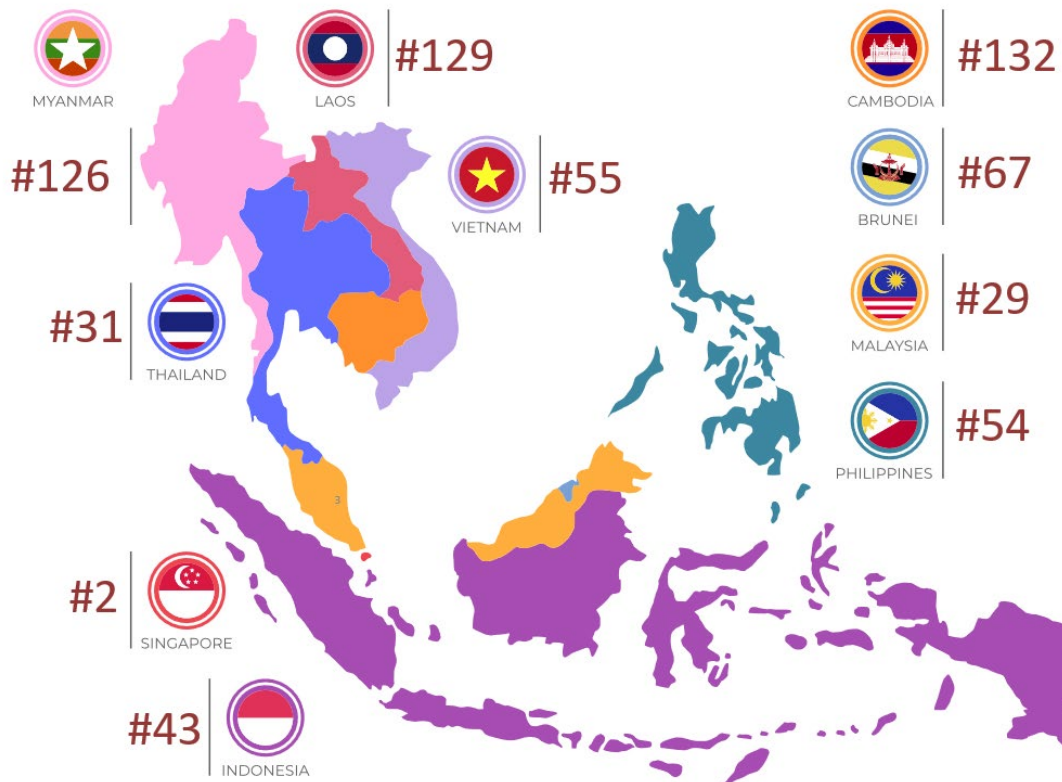 MYANMAR
#126
LAOS
#129
VIETNAM
#55
#31
THAILAND
#2
SINGAPORE
#43
INDONESIA
CAMBODIA
#132
BRUNEI
#67
MALAYSIA
#29
PHILIPPINES
#54
3